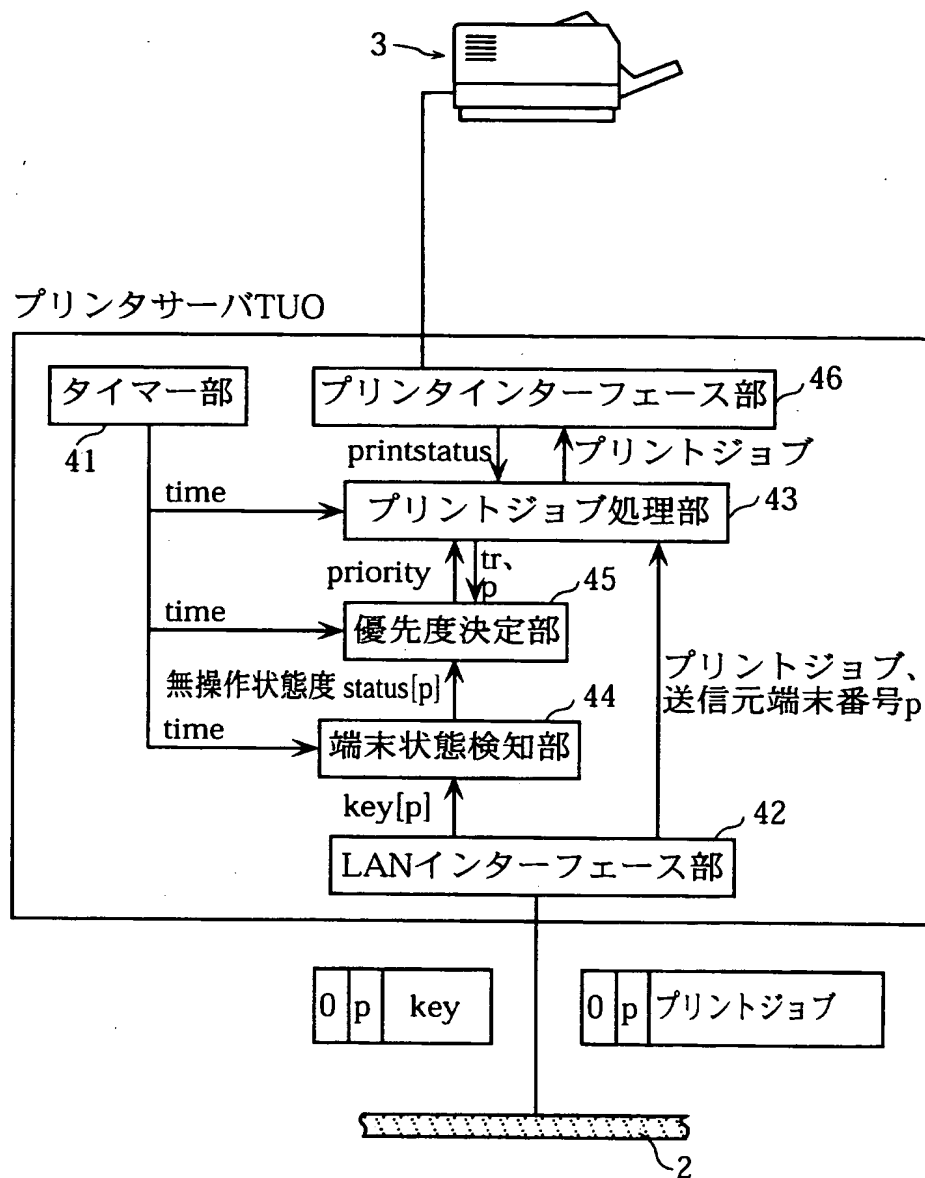 3
プリンタサーバTUO
タイマー部
41
プリンタインターフェース部
46
printstatus
プリントジョブ
time
プリントジョブ処理部
43
priority
tr、
p
45
time
優先度決定部
プリントジョブ、
送信元端末番号p
無操作状態度 status[p]
44
time
端末状態検知部
key[p]
42
LANインターフェース部
0 p key
0 p プリントジョブ
2